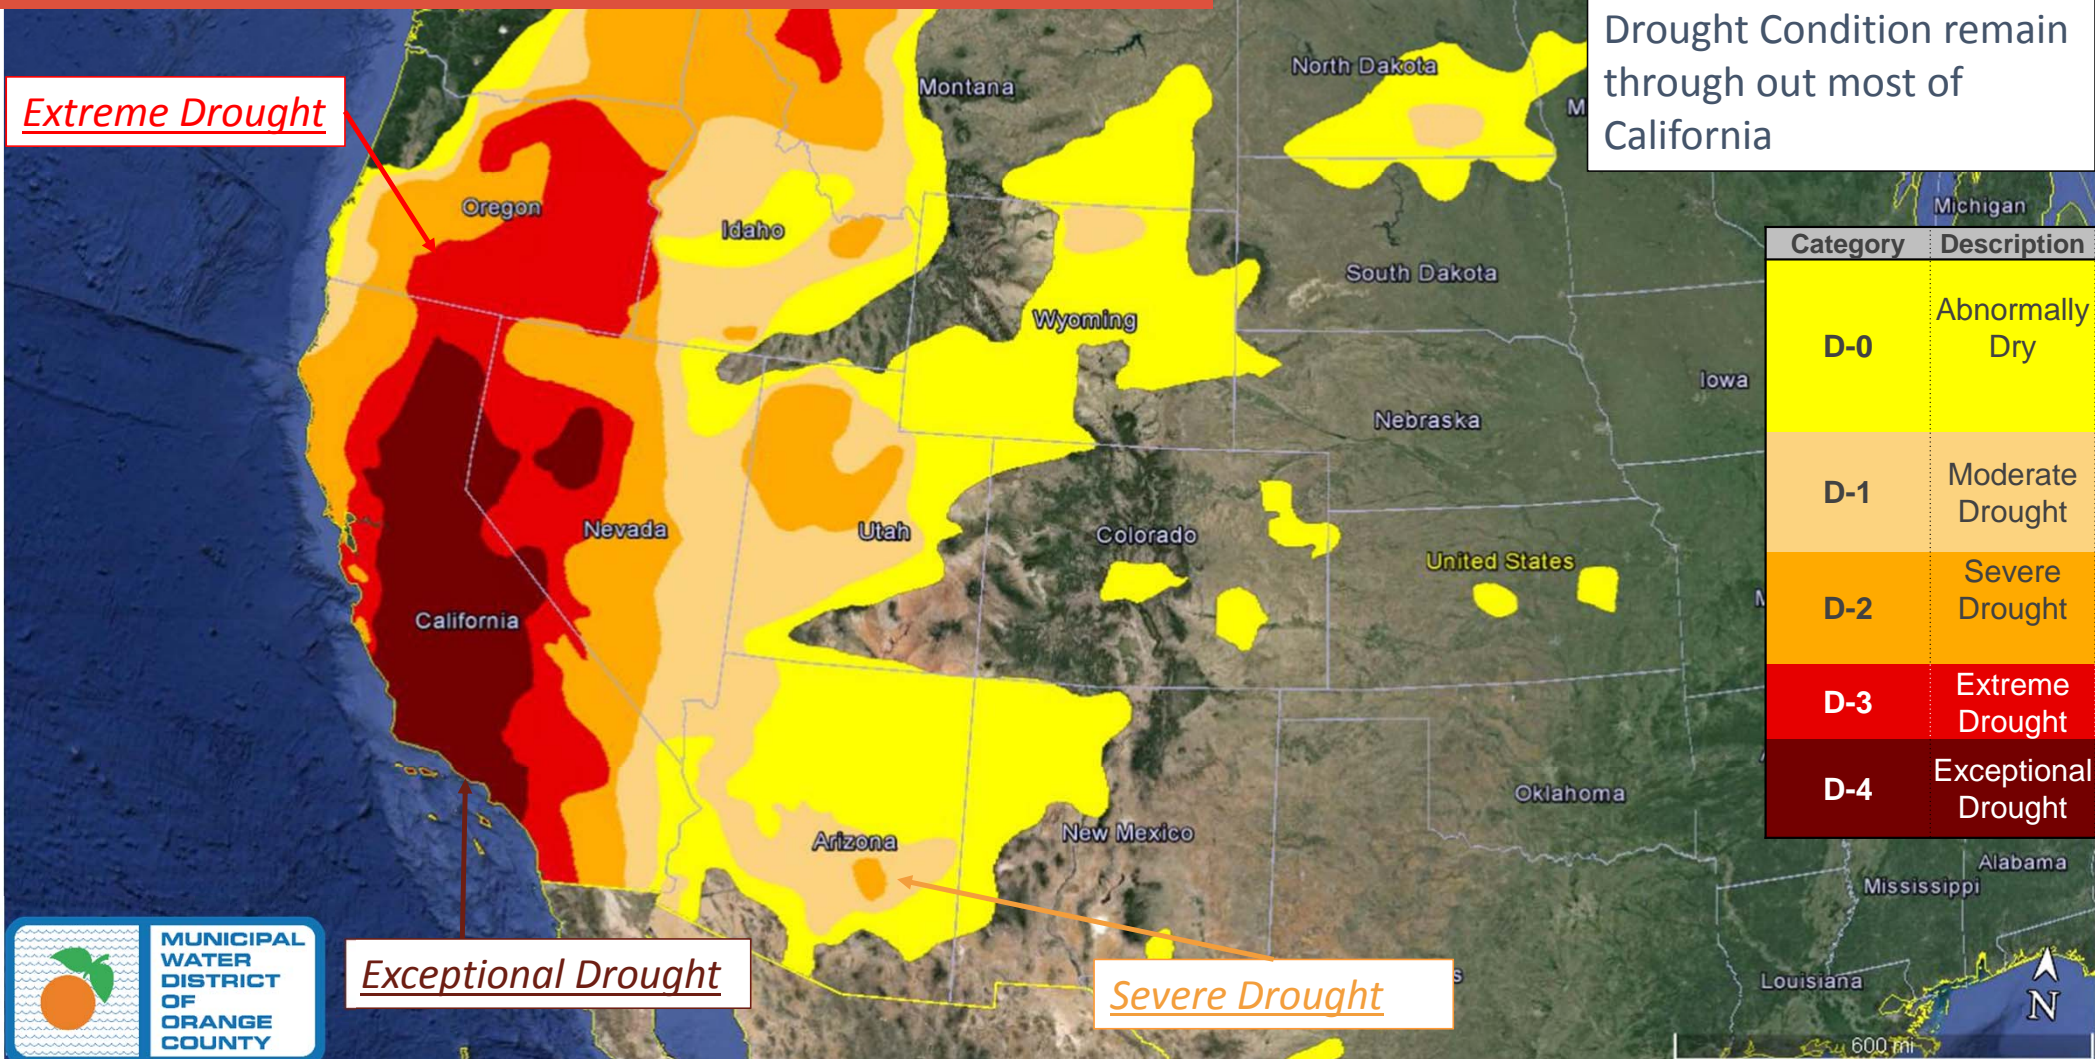 Drought Condition remain
through out most of
California
Extreme Drought
Montana
North Dakota
Oregon
Idaho
Michigan
South Dakota
Wyoming
Iowa
Nebraska
Nevada
Utah
Colorado
United States
California
Oklahoma
Arizona
New Mexico
Alabama
Mississippi
Louisiana
Category Description
D-0 Abnormally
Dry
D-1 Moderate
Drought
D-2 Severe
Drought
D-3 Extreme
Drought
D-4 Exceptional
Drought
Exceptional Drought
Severe Drought
MUNICIPAL
WATER
DISTRICT
OF
ORANGE
COUNTY
N
600 mi